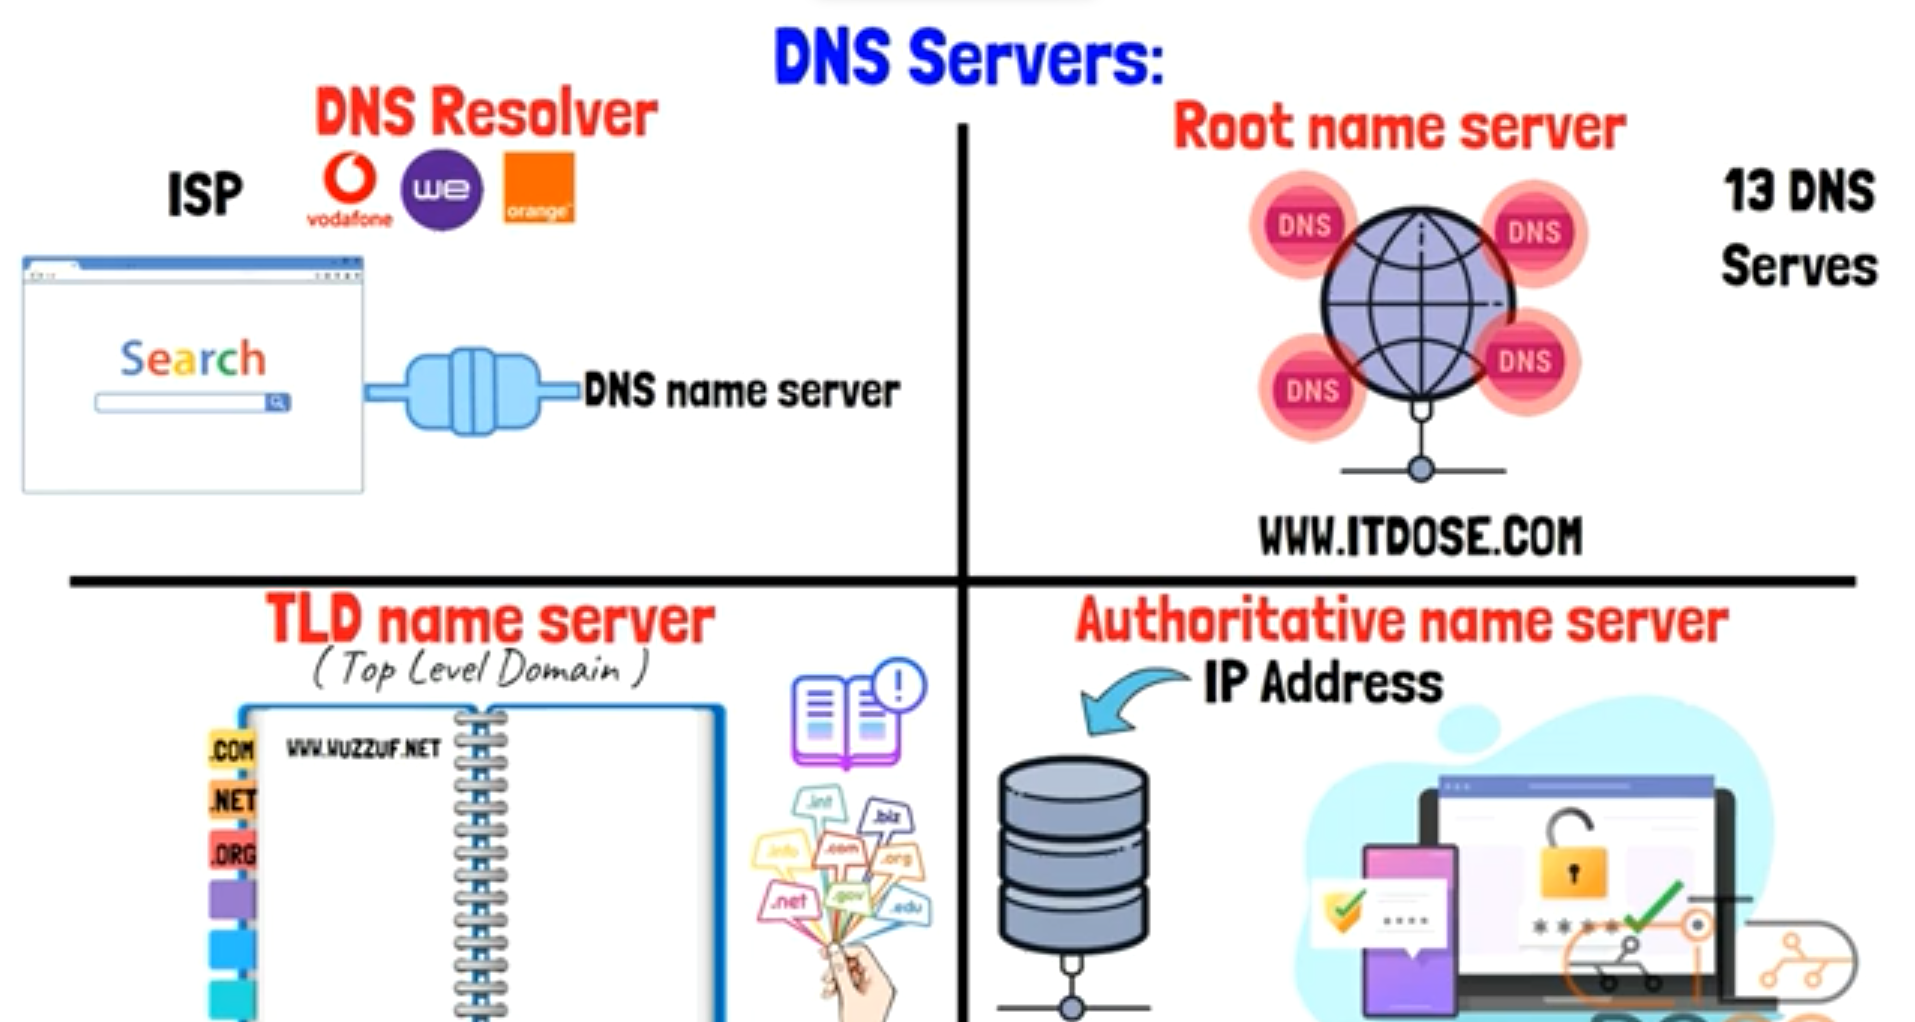 DNS Servers:
DNS Resolver
ISP
vodafone
we
orange
Search
DNS name server
Root name server
13 DNS
Serves
DNS
DNS
DNS
DNS
WWW.ITDOSE.COM
TLD name server
( Top Level Domain )
.COM
WWW.WUZZUF.NET
.NET
.ORG
!
.int
.biz
.info
.com
.org
.net
.gov
.edu
Authoritative name server
IP Address
****